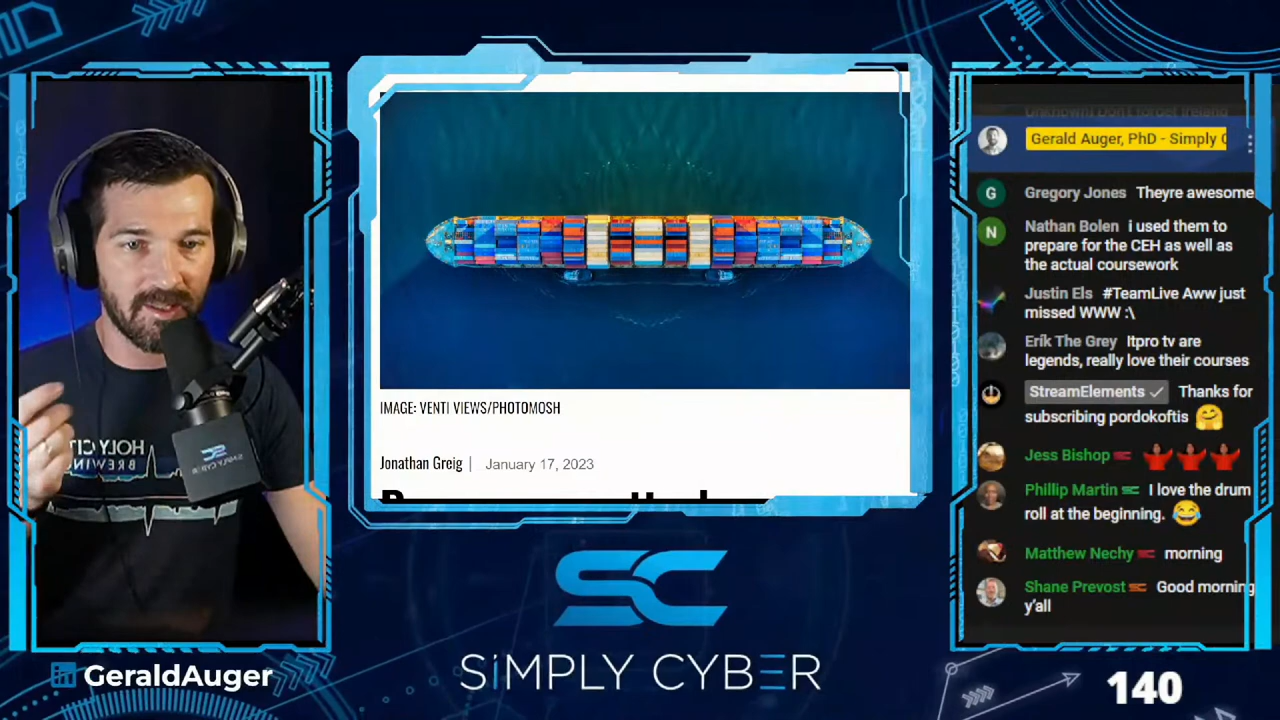 IMAGE: VENTI VIEWS/PHOTOMOSH
Jonathan Greig | January 17, 2023
SC
SIMPLY CYBER
HOLY CITY
BREWING
SC
SIMPLY CYBER
GeraldAuger
Gerald Auger, PhD - Simply C
G
Gregory Jones Theyre awesome
N
Nathan Bolen i used them to
prepare for the CEH as well as
the actual coursework
Justin Els #TeamLive Aww just
missed WWW :\
Erík The Grey Itpro tv are
legends, really love their courses
StreamElements ✓ Thanks for
subscribing pordokoftis 🤗
Jess Bishop
Phillip Martin I love the drum
roll at the beginning. 😂
Matthew Nechy morning
Shane Prevost Good morning
y'all
140